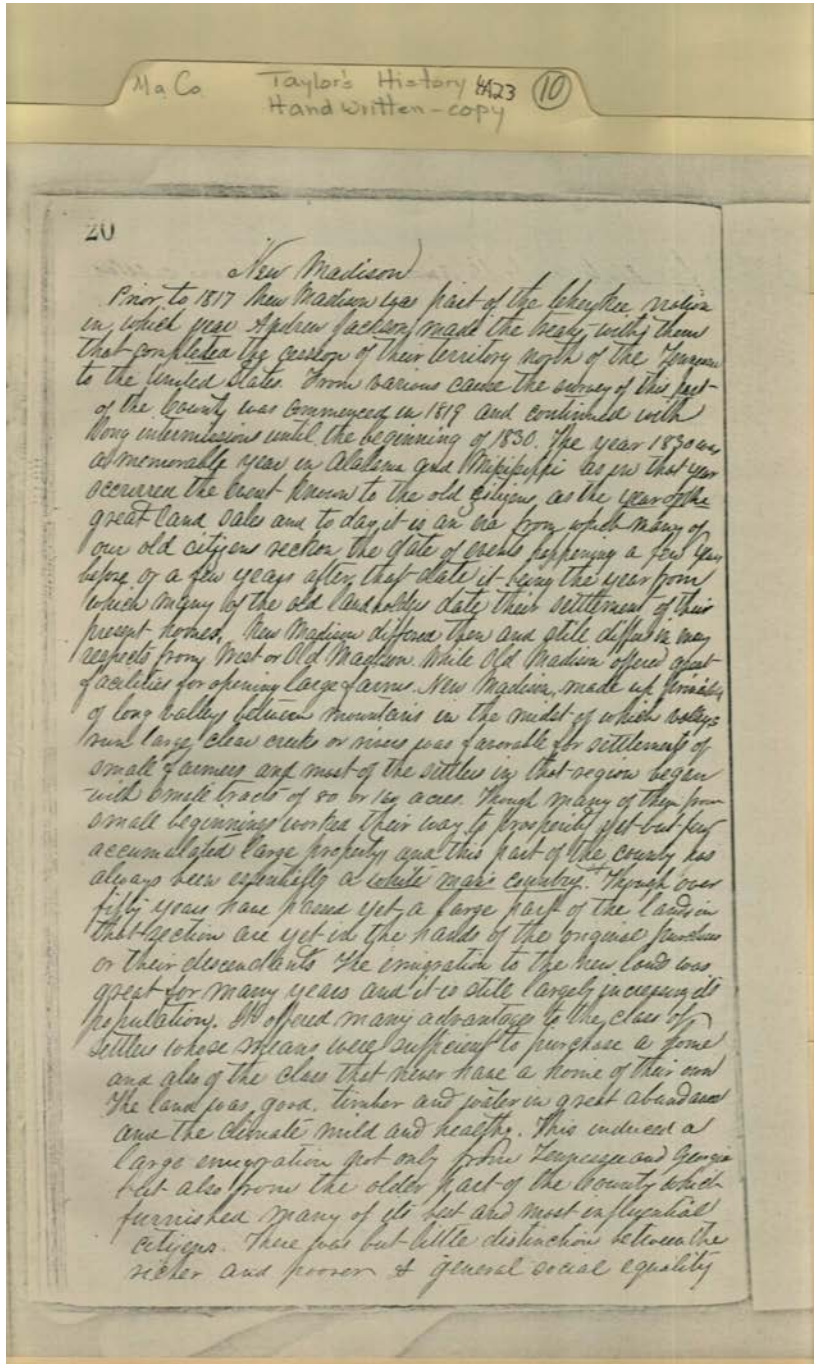 Ma Co.
Taylor's History 4A23 10
Hand written - copy
20
New Madison
Prior to 1817 New Madison was part of the Cherokee nation
in which year Andrew Jackson made the treaty with them
that completed the cession of their territory north of the Tennessee
to the United States. From various cause the survey of this part
of the County was commenced in 1819 and continued with
long intermissions until the beginning of 1830. The year 1830 was
a memorable year in Alabama and Mississippi as in that year
occurred the event known to the old citizens, as the year of the
great land sales and to day it is an era from which many of
our old citizens reckon the date of events happening a few years
before or a few years after that date it being the year from
which many of the old landholders date their settlement of their
present homes. New Madison differed then and still differs in many
respects from West or Old Madison. While Old Madison offered great
facilities for opening large farms. New Madison, made up
of long valleys between mountains in the midst of which valleys
run large clear creeks or rivers was favorable for settlements of
small farmers and most of the settlers in that region began
with small tracts of 80 or 160 acres. Though many of them from
small beginnings worked their way to prosperity yet but few
accumulated large property and this part of the county has
always been essentially a white man's country. Though over
fifty years have passed yet a large part of the lands in
that section are yet in the hands of the original
or their descendants The emigration to the new land was
great for many years and it is still largely increasing its
population. It offered many advantages to the class of
settlers whose means were sufficient to purchase a home
and also of the class that never have a home of their own
The land was good, timber and water in great abundance
and the climate mild and healthy. This induced a
large emigration not only from Tennessee and Georgia
but also from the older part of the County which
furnished many of its best and most influential
citizens. There was but little distinction between the
richer and poorer & general social equality